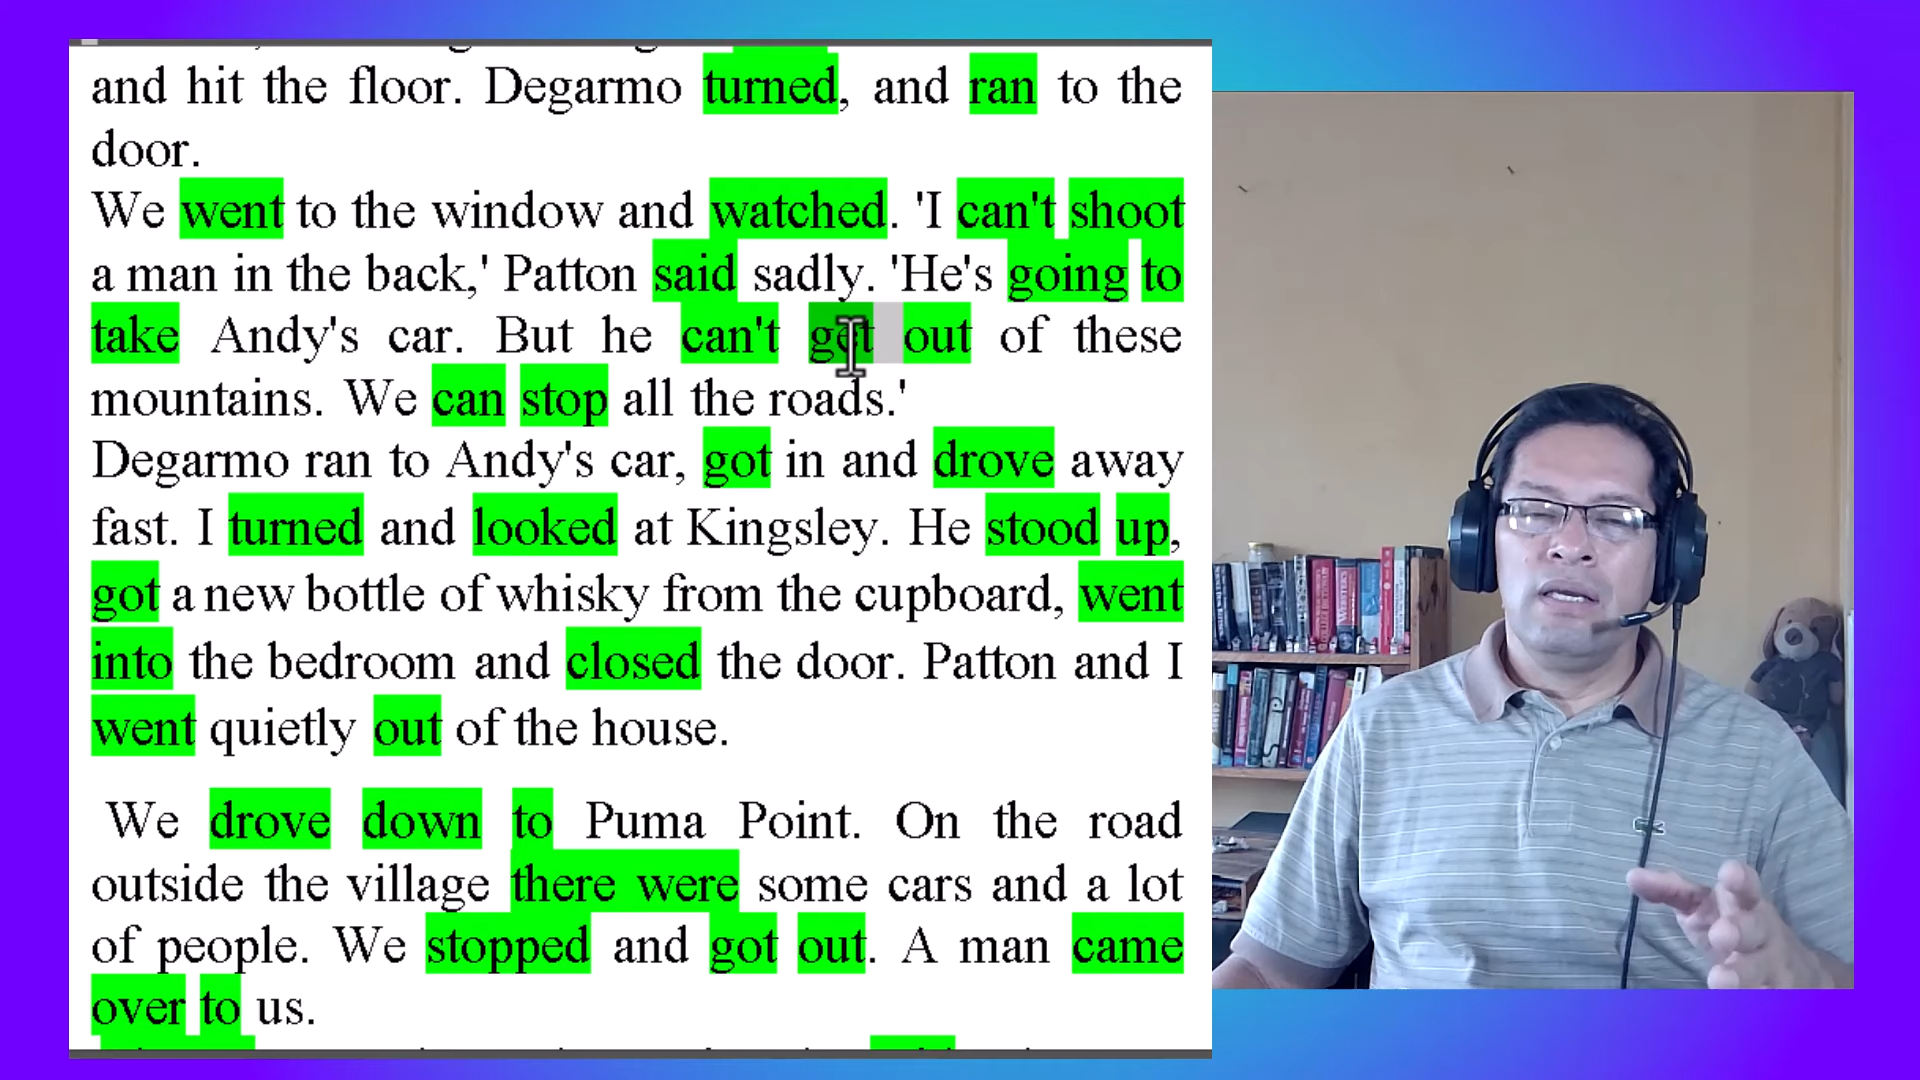 and hit the floor. Degarmo turned, and ran to the
door.
We went to the window and watched. 'I can't shoot
a man in the back,' Patton said sadly. 'He's going to
take Andy's car. But he can't get out of these
mountains. We can stop all the roads.'
Degarmo ran to Andy's car, got in and drove away
fast. I turned and looked at Kingsley. He stood up,
got a new bottle of whisky from the cupboard, went
into the bedroom and closed the door. Patton and I
went quietly out of the house.
We drove down to Puma Point. On the road
outside the village there were some cars and a lot
of people. We stopped and got out. A man came
over to us.